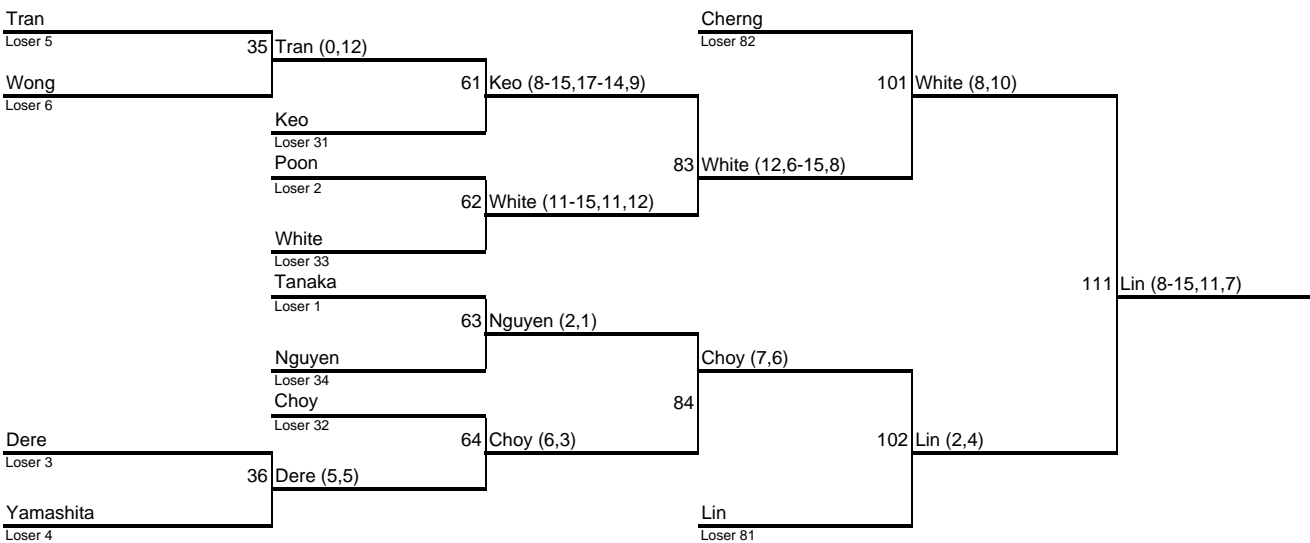 Tran
Loser 5
35 Tran (0,12)
Wong
Loser 6
61 Keo (8-15,17-14,9)
Keo
Loser 31
Poon
Loser 2
62 White (11-15,11,12)
White
Loser 33
83 White (12,6-15,8)
Cherng
Loser 82
101 White (8,10)
Tanaka
Loser 1
63 Nguyen (2,1)
Nguyen
Loser 34
Choy
Loser 32
64 Choy (6,3)
Dere
Loser 3
36 Dere (5,5)
Yamashita
Loser 4
Choy (7,6)
84
102 Lin (2,4)
Lin
Loser 81
111 Lin (8-15,11,7)